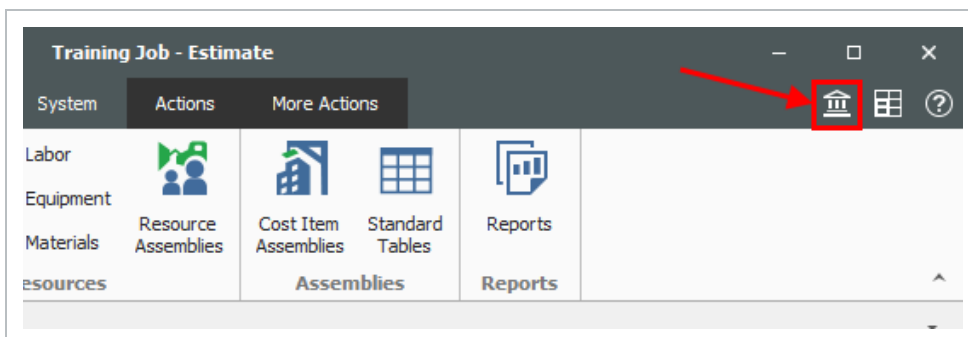 Training Job - Estimate
System Actions More Actions
Labor
Equipment
Materials
Resource
Assemblies
Cost Item
Assemblies
Standard
Tables
Reports
esources Assemblies Reports